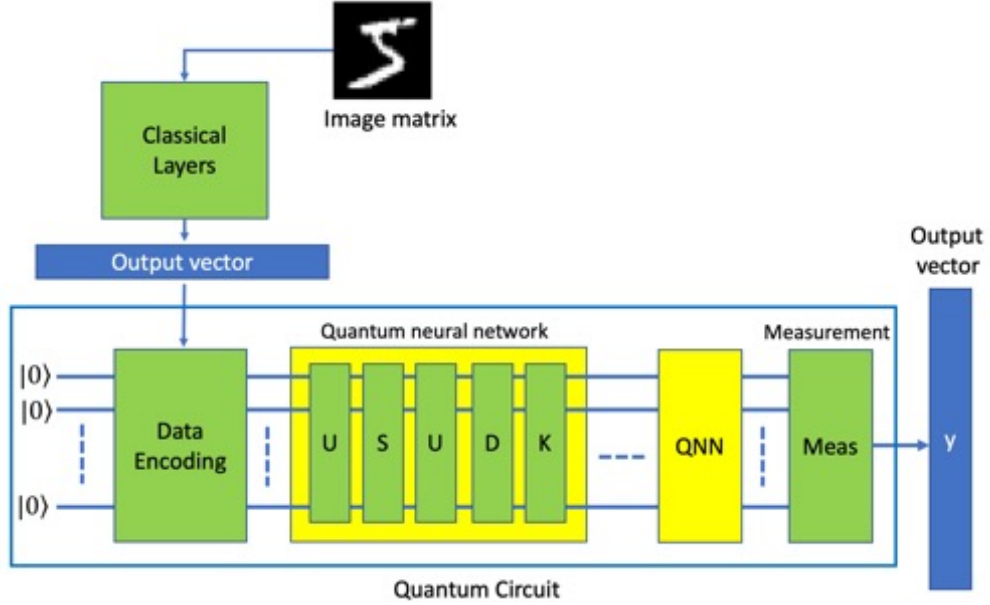 Image matrix
Classical
Layers
Output vector
Output
vector
Quantum neural network
Measurement
|0⟩
|0⟩
|0⟩
Data
Encoding
U
S
U
D
K
QNN
Meas
y
Quantum Circuit